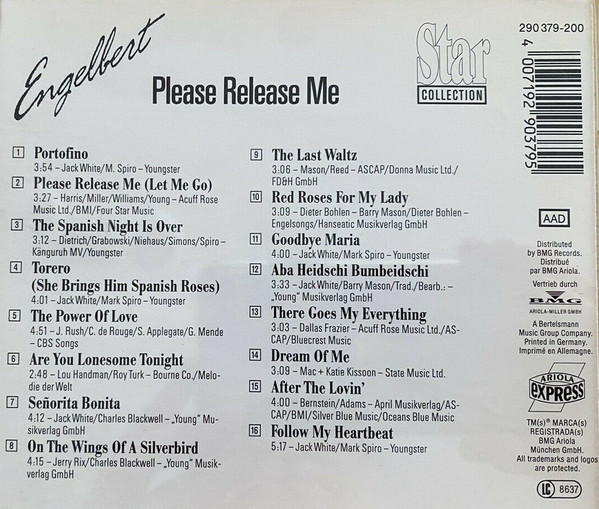 Engelbert
Please Release Me
Star
COLLECTION
290 379-200
4 007192 903795
1 Portofino
3:54 – Jack White/M. Spiro – Youngster
2 Please Release Me (Let Me Go)
3:27 – Harris/Miller/Williams/Young – Acuff Rose
Music Ltd./BMI/Four Star Music
3 The Spanish Night Is Over
3:12 – Dietrich/Grabowski/Niehaus/Simons/Spiro –
Känguruh MV/Youngster
4 Torero
(She Brings Him Spanish Roses)
4:01 – Jack White/Mark Spiro – Youngster
5 The Power Of Love
4:51 – J. Rush/C. de Rouge/S. Applegate/G. Mende
– CBS Songs
6 Are You Lonesome Tonight
2:48 – Lou Handman/Roy Turk – Bourne Co./Melo-
die der Welt
7 Señorita Bonita
4:12 – Jack White/Charles Blackwell – „Young" Mu-
sikverlag GmbH
8 On The Wings Of A Silverbird
4:15 – Jerry Rix/Charles Blackwell – „Young" Musik-
verlag GmbH
9 The Last Waltz
3:06 – Mason/Reed – ASCAP/Donna Music Ltd./
FD&H GmbH
10 Red Roses For My Lady
3:09 – Dieter Bohlen – Barry Mason/Dieter Bohlen –
Engelsongs/Hanseatic Musikverlag GmbH
11 Goodbye Maria
4:00 – Jack White/Mark Spiro – Youngster
12 Aba Heidschi Bumbeidschi
3:33 – Jack White/Barry Mason/Trad./Bearb.: –
„Young" Musikverlag GmbH
13 There Goes My Everything
3:03 – Dallas Frazier – Acuff Rose Music Ltd./AS-
CAP/Bluecrest Music
14 Dream Of Me
3:09 – Mac + Katie Kissoon – State Music Ltd.
15 After The Lovin'
4:00 – Bernstein/Adams – April Musikverlag/AS-
CAP/BMI/Silver Blue Music/Oceans Blue Music
16 Follow My Heartbeat
5:17 – Jack White/Mark Spiro – Youngster
AAD
Distributed
by BMG Records.
Distribué
par BMG Ariola.
Vertrieb durch
BMG
ARIOLA-MILLER GMBH
A Bertelsmann
Music Group Company.
Printed in Germany.
Imprimé en Allemagne.
ARIOLA
EXPRESS
TM(s)® MARCA(s)
REGISTRADA(s)
BMG Ariola
München GmbH.
All trademarks and logos
are protected.
LC 8637